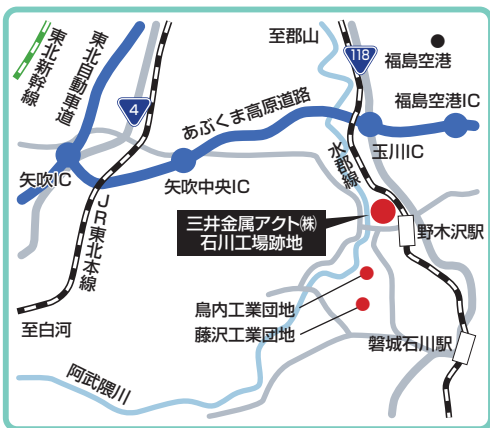 東北新幹線
東北自動車道
4
至郡山
118
福島空港
福島空港IC
あぶくま高原道路
玉川IC
水郡線
矢吹IC
矢吹中央IC
JR東北本線
三井金属アクト㈱
石川工場跡地
野木沢駅
鳥内工業団地
藤沢工業団地
至白河
磐城石川駅
阿武隈川